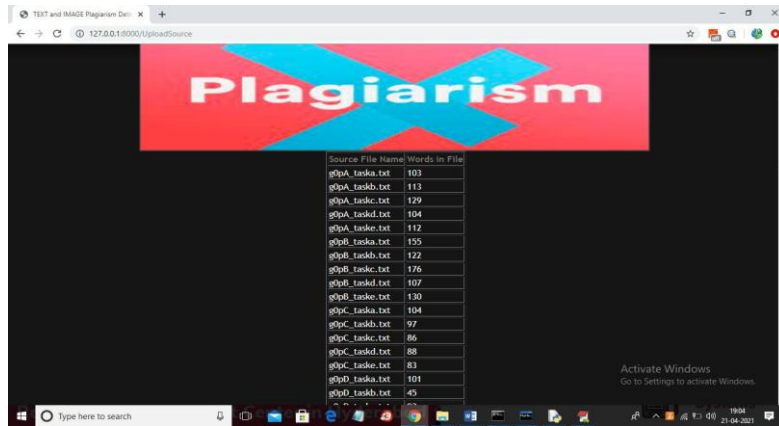 TEXT and IMAGE Plagiarism Dete
127.0.0.1:8000/UploadSource
Plagiarism
Source File Name Words in File
g0pA_taska.txt 103
g0pA_taskb.txt 113
g0pA_taskc.txt 129
g0pA_taskd.txt 104
g0pA_taske.txt 112
g0pB_taska.txt 155
g0pB_taskb.txt 122
g0pB_taskc.txt 176
g0pB_taskd.txt 107
g0pB_taske.txt 130
g0pC_taska.txt 104
g0pC_taskb.txt 97
g0pC_taskc.txt 86
g0pC_taskd.txt 88
g0pC_taske.txt 83
g0pD_taska.txt 101
g0pD_taskb.txt 45
Activate Windows
Go to Settings to activate Windows.
Type here to search
19:04
21-04-2021